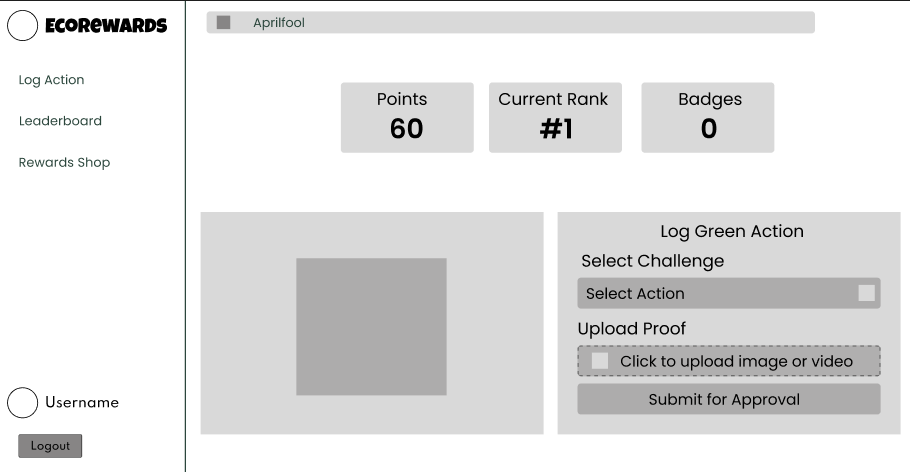 ECOREWARDS
Log Action
Leaderboard
Rewards Shop
Username
Logout
Aprilfool
Points
60
Current Rank
#1
Badges
0
Log Green Action
Select Challenge
Select Action
Upload Proof
Click to upload image or video
Submit for Approval